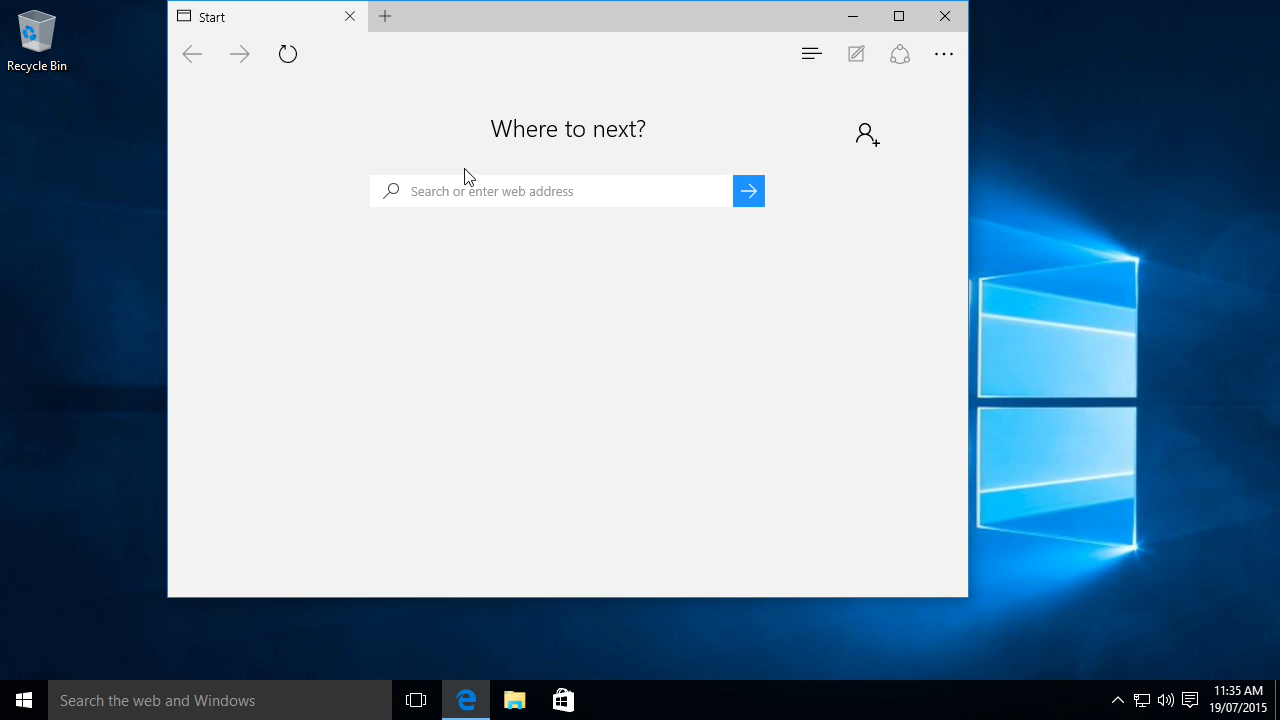 Start
Recycle Bin
Where to next?
Search or enter web address
Search the web and Windows
11:35 AM
19/07/2015